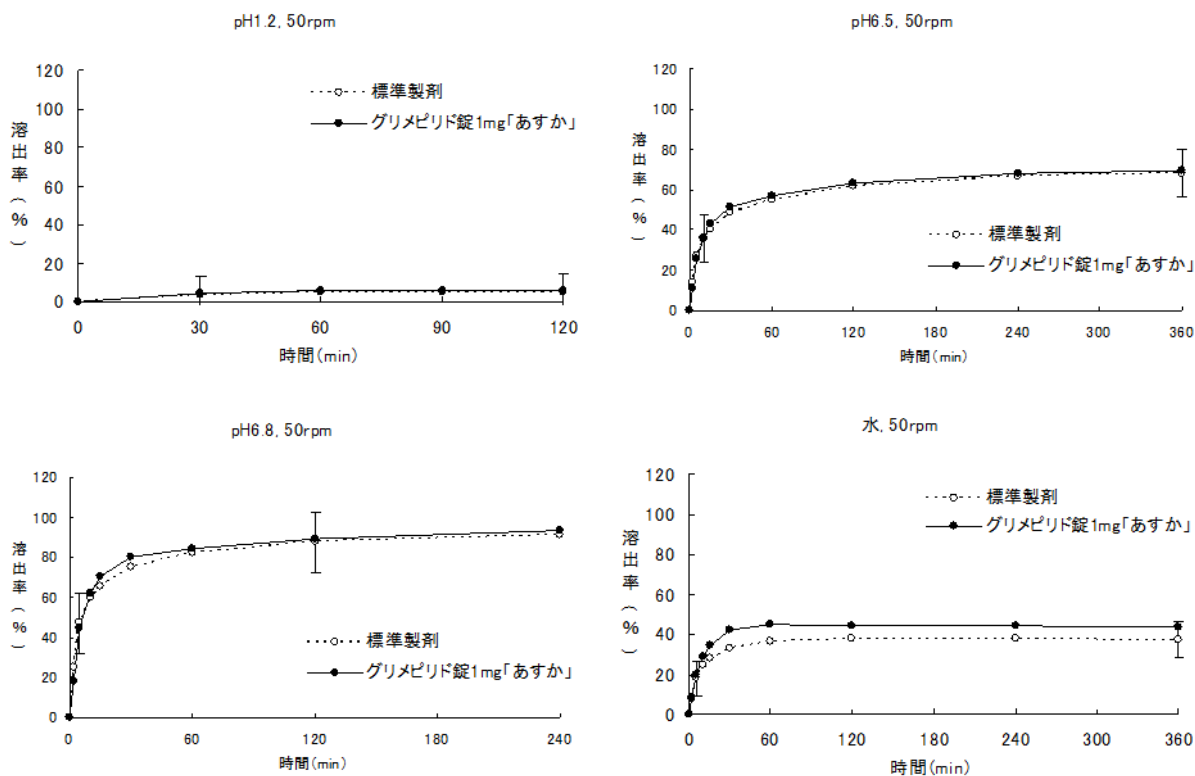 pH1.2, 50rpm
120
100
80
60
40
20
0
溶出率(%)
標準製剤
グリメピリド錠1mg「あすか」
0 30 60 90 120
時間(min)
pH6.5, 50rpm
120
100
80
60
40
20
0
溶出率(%)
標準製剤
グリメピリド錠1mg「あすか」
0 60 120 180 240 300 360
時間(min)
pH6.8, 50rpm
120
100
80
60
40
20
0
溶出率(%)
標準製剤
グリメピリド錠1mg「あすか」
0 60 120 180 240
時間(min)
水, 50rpm
120
100
80
60
40
20
0
溶出率(%)
標準製剤
グリメピリド錠1mg「あすか」
0 60 120 180 240 300 360
時間(min)